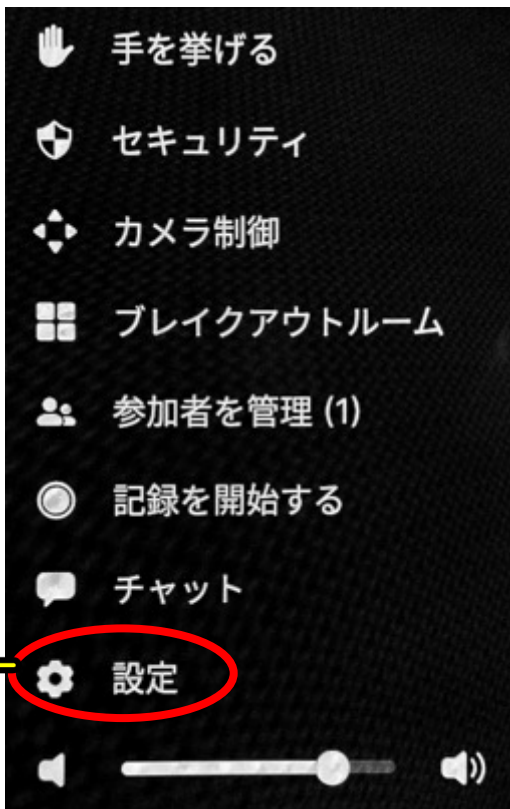 手を挙げる
セキュリティ
カメラ制御
ブレイクアウトルーム
参加者を管理 (1)
記録を開始する
チャット
設定